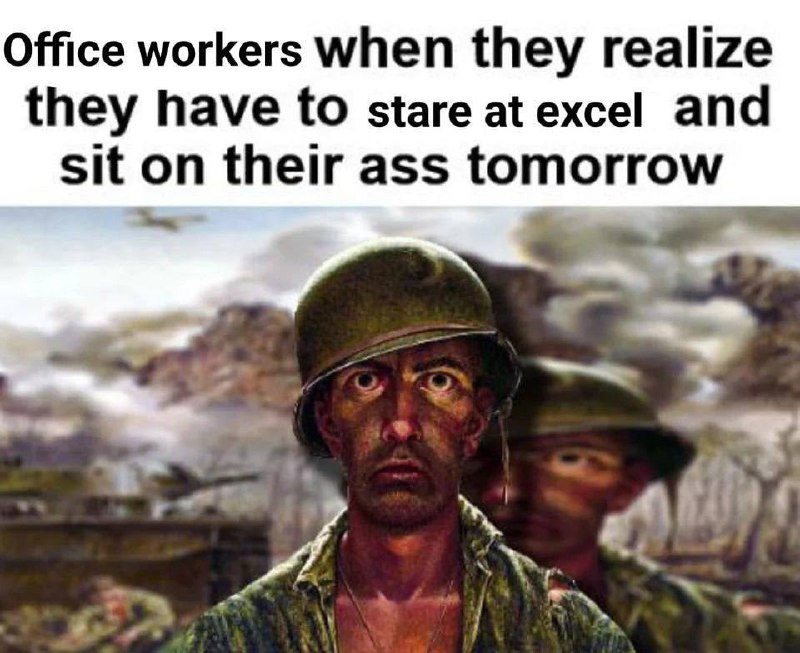 Office workers when they realize
they have to stare at excel and
sit on their ass tomorrow